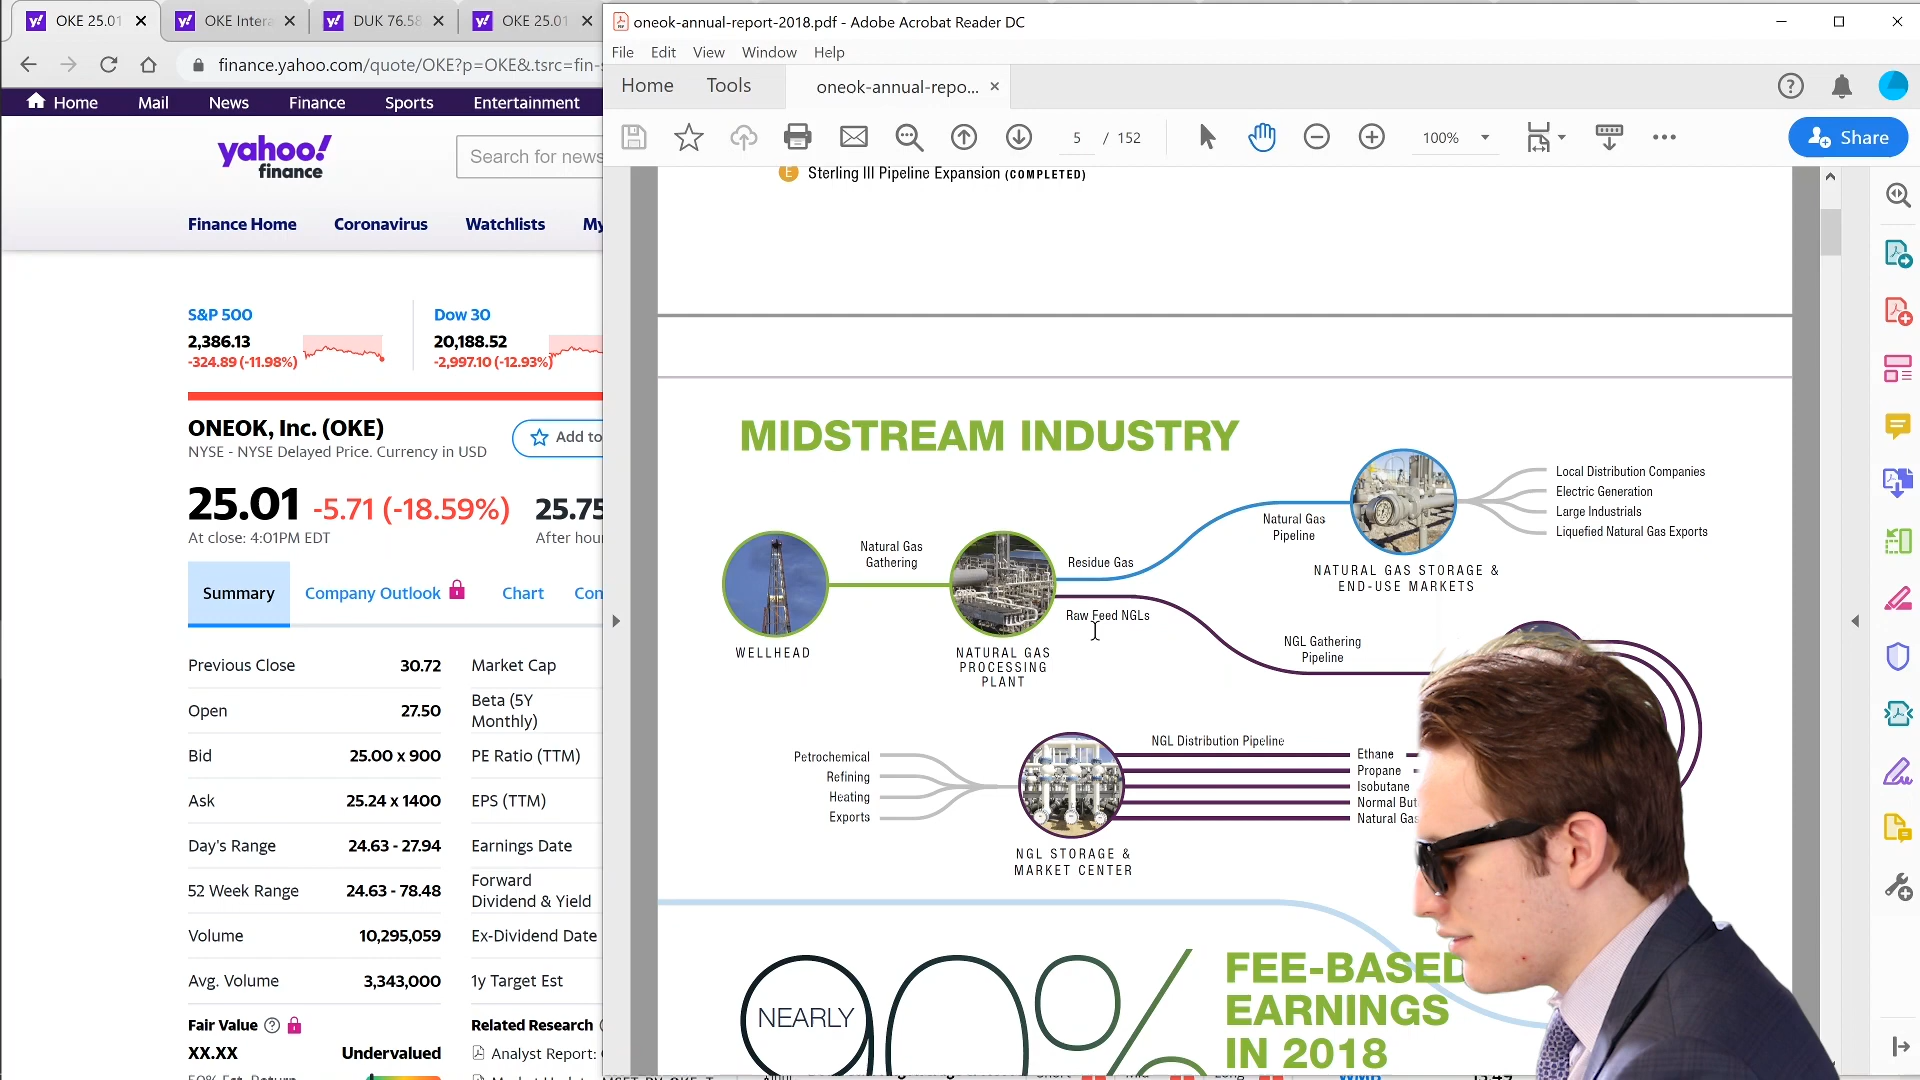 OKE 25.01
OKE Intera
DUK 76.58
OKE 25.01
finance.yahoo.com/quote/OKE?p=OKE&.tsrc=fin-s
Home Mail News Finance Sports Entertainment
yahoo!
finance
Search for news
Finance Home Coronavirus Watchlists My
S&P 500
2,386.13
-324.89 (-11.98%)
Dow 30
20,188.52
-2,997.10 (-12.93%)
ONEOK, Inc. (OKE)
NYSE - NYSE Delayed Price. Currency in USD
Add to
25.01 -5.71 (-18.59%)
At close: 4:01PM EDT
25.75
After hou
Summary Company Outlook Chart Con
Previous Close 30.72
Open 27.50
Bid 25.00 x 900
Ask 25.24 x 1400
Day's Range 24.63 - 27.94
52 Week Range 24.63 - 78.48
Volume 10,295,059
Avg. Volume 3,343,000
Market Cap
Beta (5Y
Monthly)
PE Ratio (TTM)
EPS (TTM)
Earnings Date
Forward
Dividend & Yield
Ex-Dividend Date
1y Target Est
Fair Value
XX.XX Undervalued
Related Research
Analyst Report:
oneok-annual-report-2018.pdf - Adobe Acrobat Reader DC
File Edit View Window Help
Home Tools oneok-annual-repo...
5 / 152
100%
Share
E Sterling III Pipeline Expansion (COMPLETED)
MIDSTREAM INDUSTRY
WELLHEAD
Natural Gas
Gathering
NATURAL GAS
PROCESSING
PLANT
Residue Gas
Raw Feed NGLs
Natural Gas
Pipeline
NATURAL GAS STORAGE &
END-USE MARKETS
Local Distribution Companies
Electric Generation
Large Industrials
Liquefied Natural Gas Exports
NGL Gathering
Pipeline
NGL Distribution Pipeline
Ethane
Propane
Isobutane
Normal But
Natural Gas
Petrochemical
Refining
Heating
Exports
NGL STORAGE &
MARKET CENTER
NEARLY
90%
FEE-BASED
EARNINGS
IN 2018